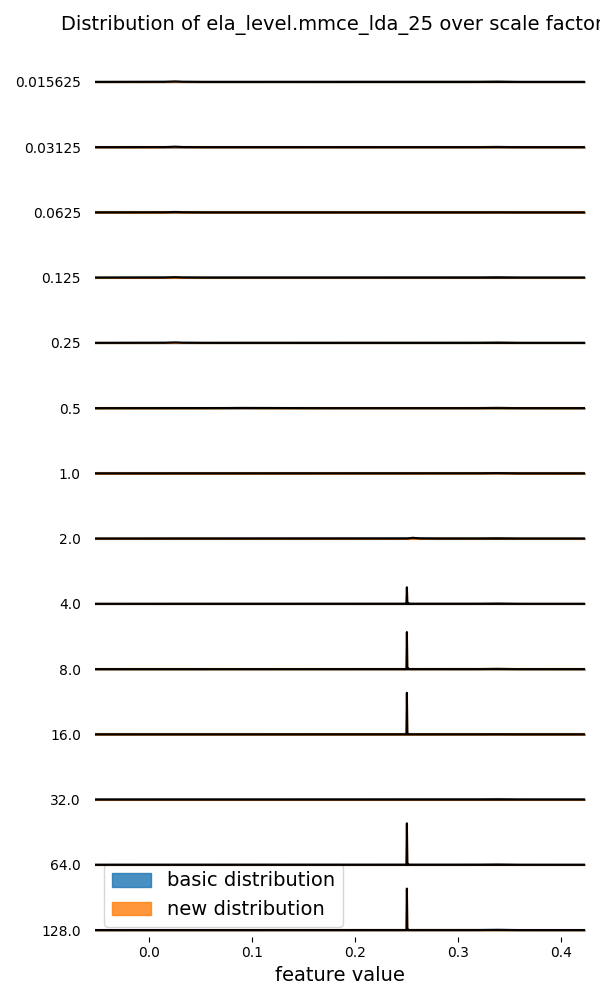 Distribution of ela_level.mmce_lda_25 over scale factor
0.015625
0.03125
0.0625
0.125
0.25
0.5
1.0
2.0
4.0
8.0
16.0
32.0
64.0
basic distribution
new distribution
128.0
0.0 0.1 0.2 0.3 0.4
feature value